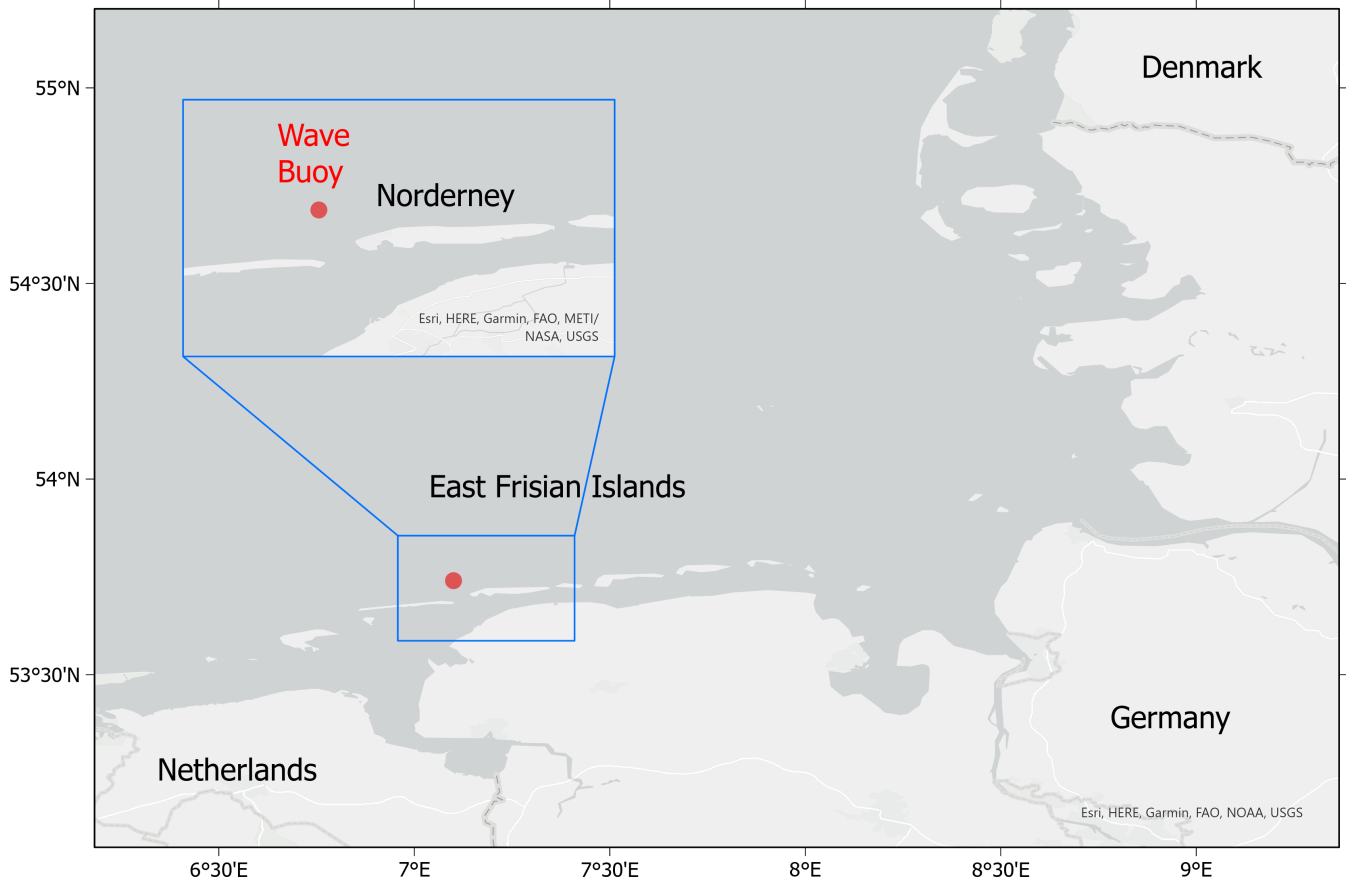 Denmark
55°N
Wave
Buoy
Norderney
54°30'N
Esri, HERE, Garmin, FAO, METI/
NASA, USGS
54°N
East Frisian Islands
53°30'N
Germany
Netherlands
Esri, HERE, Garmin, FAO, NOAA, USGS
6°30'E
7°E
7°30'E
8°E
8°30'E
9°E